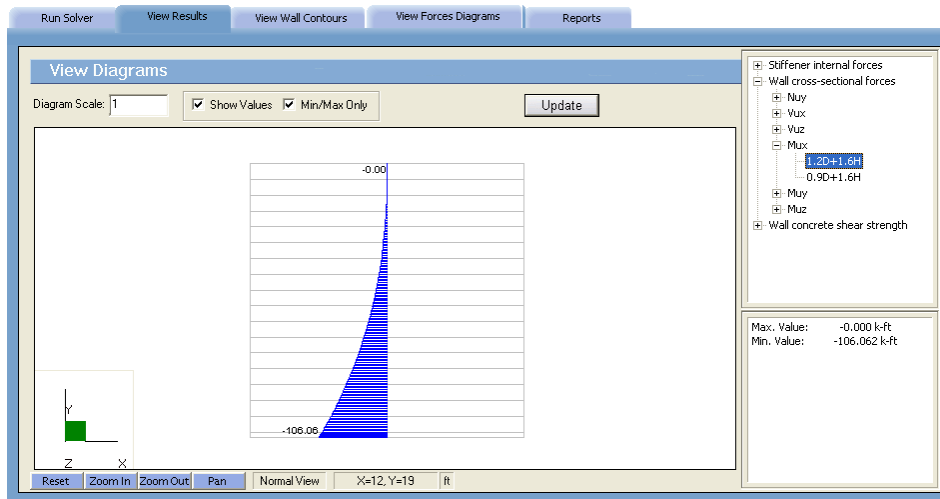 Run Solver
View Results
View Wall Contours
View Forces Diagrams
Reports
View Diagrams
Diagram Scale: 1
Show Values
Min/Max Only
Update
-0.00
-106.06
Y
Z
X
Reset
Zoom In
Zoom Out
Pan
Normal View
X=12, Y=19
ft
Stiffener internal forces
Wall cross-sectional forces
Nuy
Vux
Vuz
Mux
1.2D+1.6H
0.9D+1.6H
Muy
Muz
Wall concrete shear strength
Max. Value: -0.000 k-ft
Min. Value: -106.062 k-ft